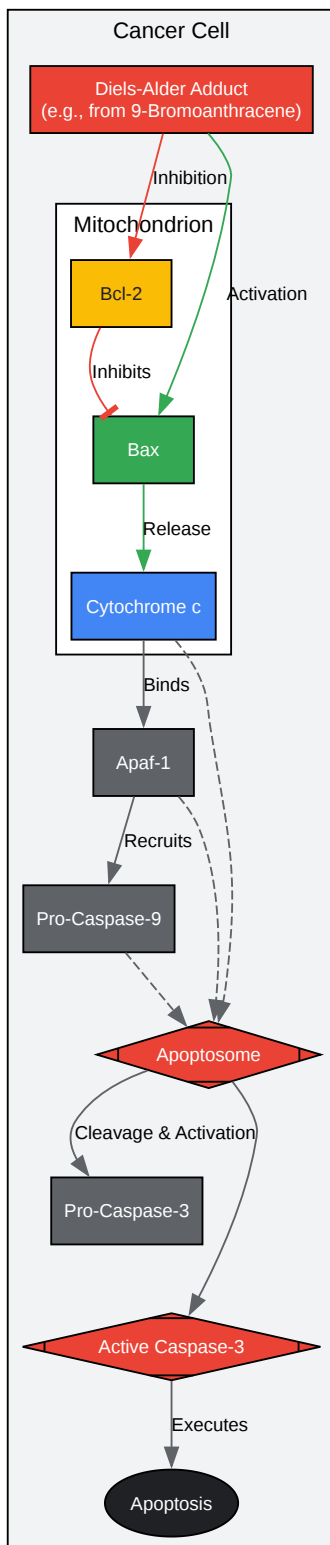 Cancer Cell
Diels-Alder Adduct
(e.g., from 9-Bromoanthracene)
Inhibition
Mitochondrion
Bcl-2
Activation
Inhibits
Bax
Release
Cytochrome c
Binds
Apaf-1
Recruits
Pro-Caspase-9
Apoptosome
Cleavage & Activation
Pro-Caspase-3
Active Caspase-3
Executes
Apoptosis